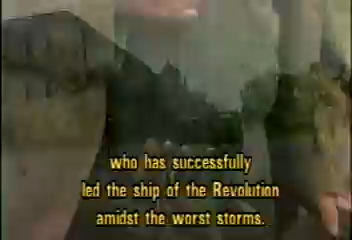 who has successfully
led the ship of the Revolution
amidst the worst storms.